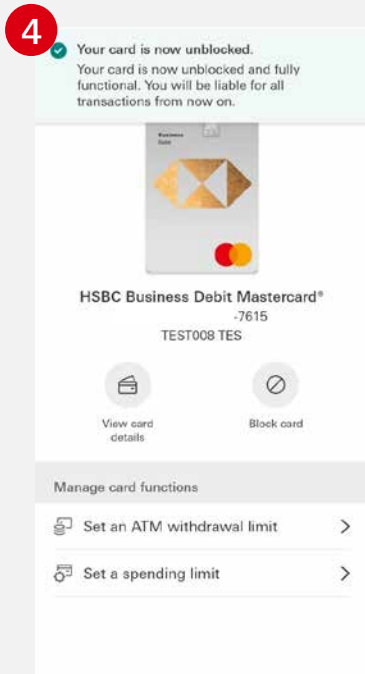 4
Your card is now unblocked.
Your card is now unblocked and fully
functional. You will be liable for all
transactions from now on.
Business
Debit
HSBC Business Debit Mastercard®
-7615
TEST008 TES
View card
details
Block card
Manage card functions
Set an ATM withdrawal limit
Set a spending limit